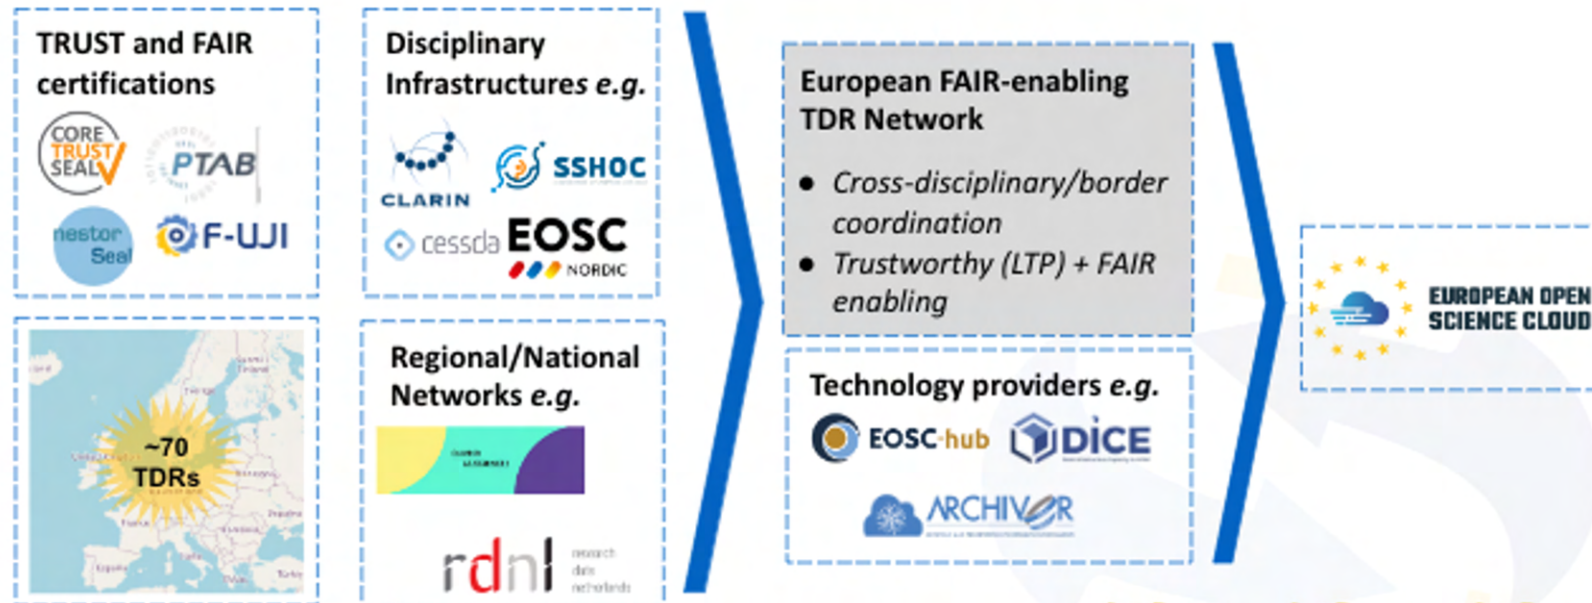 TRUST and FAIR
certifications
CORE
TRUST
SEAL
PTAB
nestor
Seal
F-UJI
Disciplinary
Infrastructures e.g.
CLARIN
SSHOC
cessda
EOSC
NORDIC
~70
TDRs
Regional/National
Networks e.g.
rdnl
research
data
netherlands
European FAIR-enabling
TDR Network
● Cross-disciplinary/border
coordination
● Trustworthy (LTP) + FAIR
enabling
Technology providers e.g.
EOSC-hub
DICE
ARCHIVER
EUROPEAN OPEN
SCIENCE CLOUD